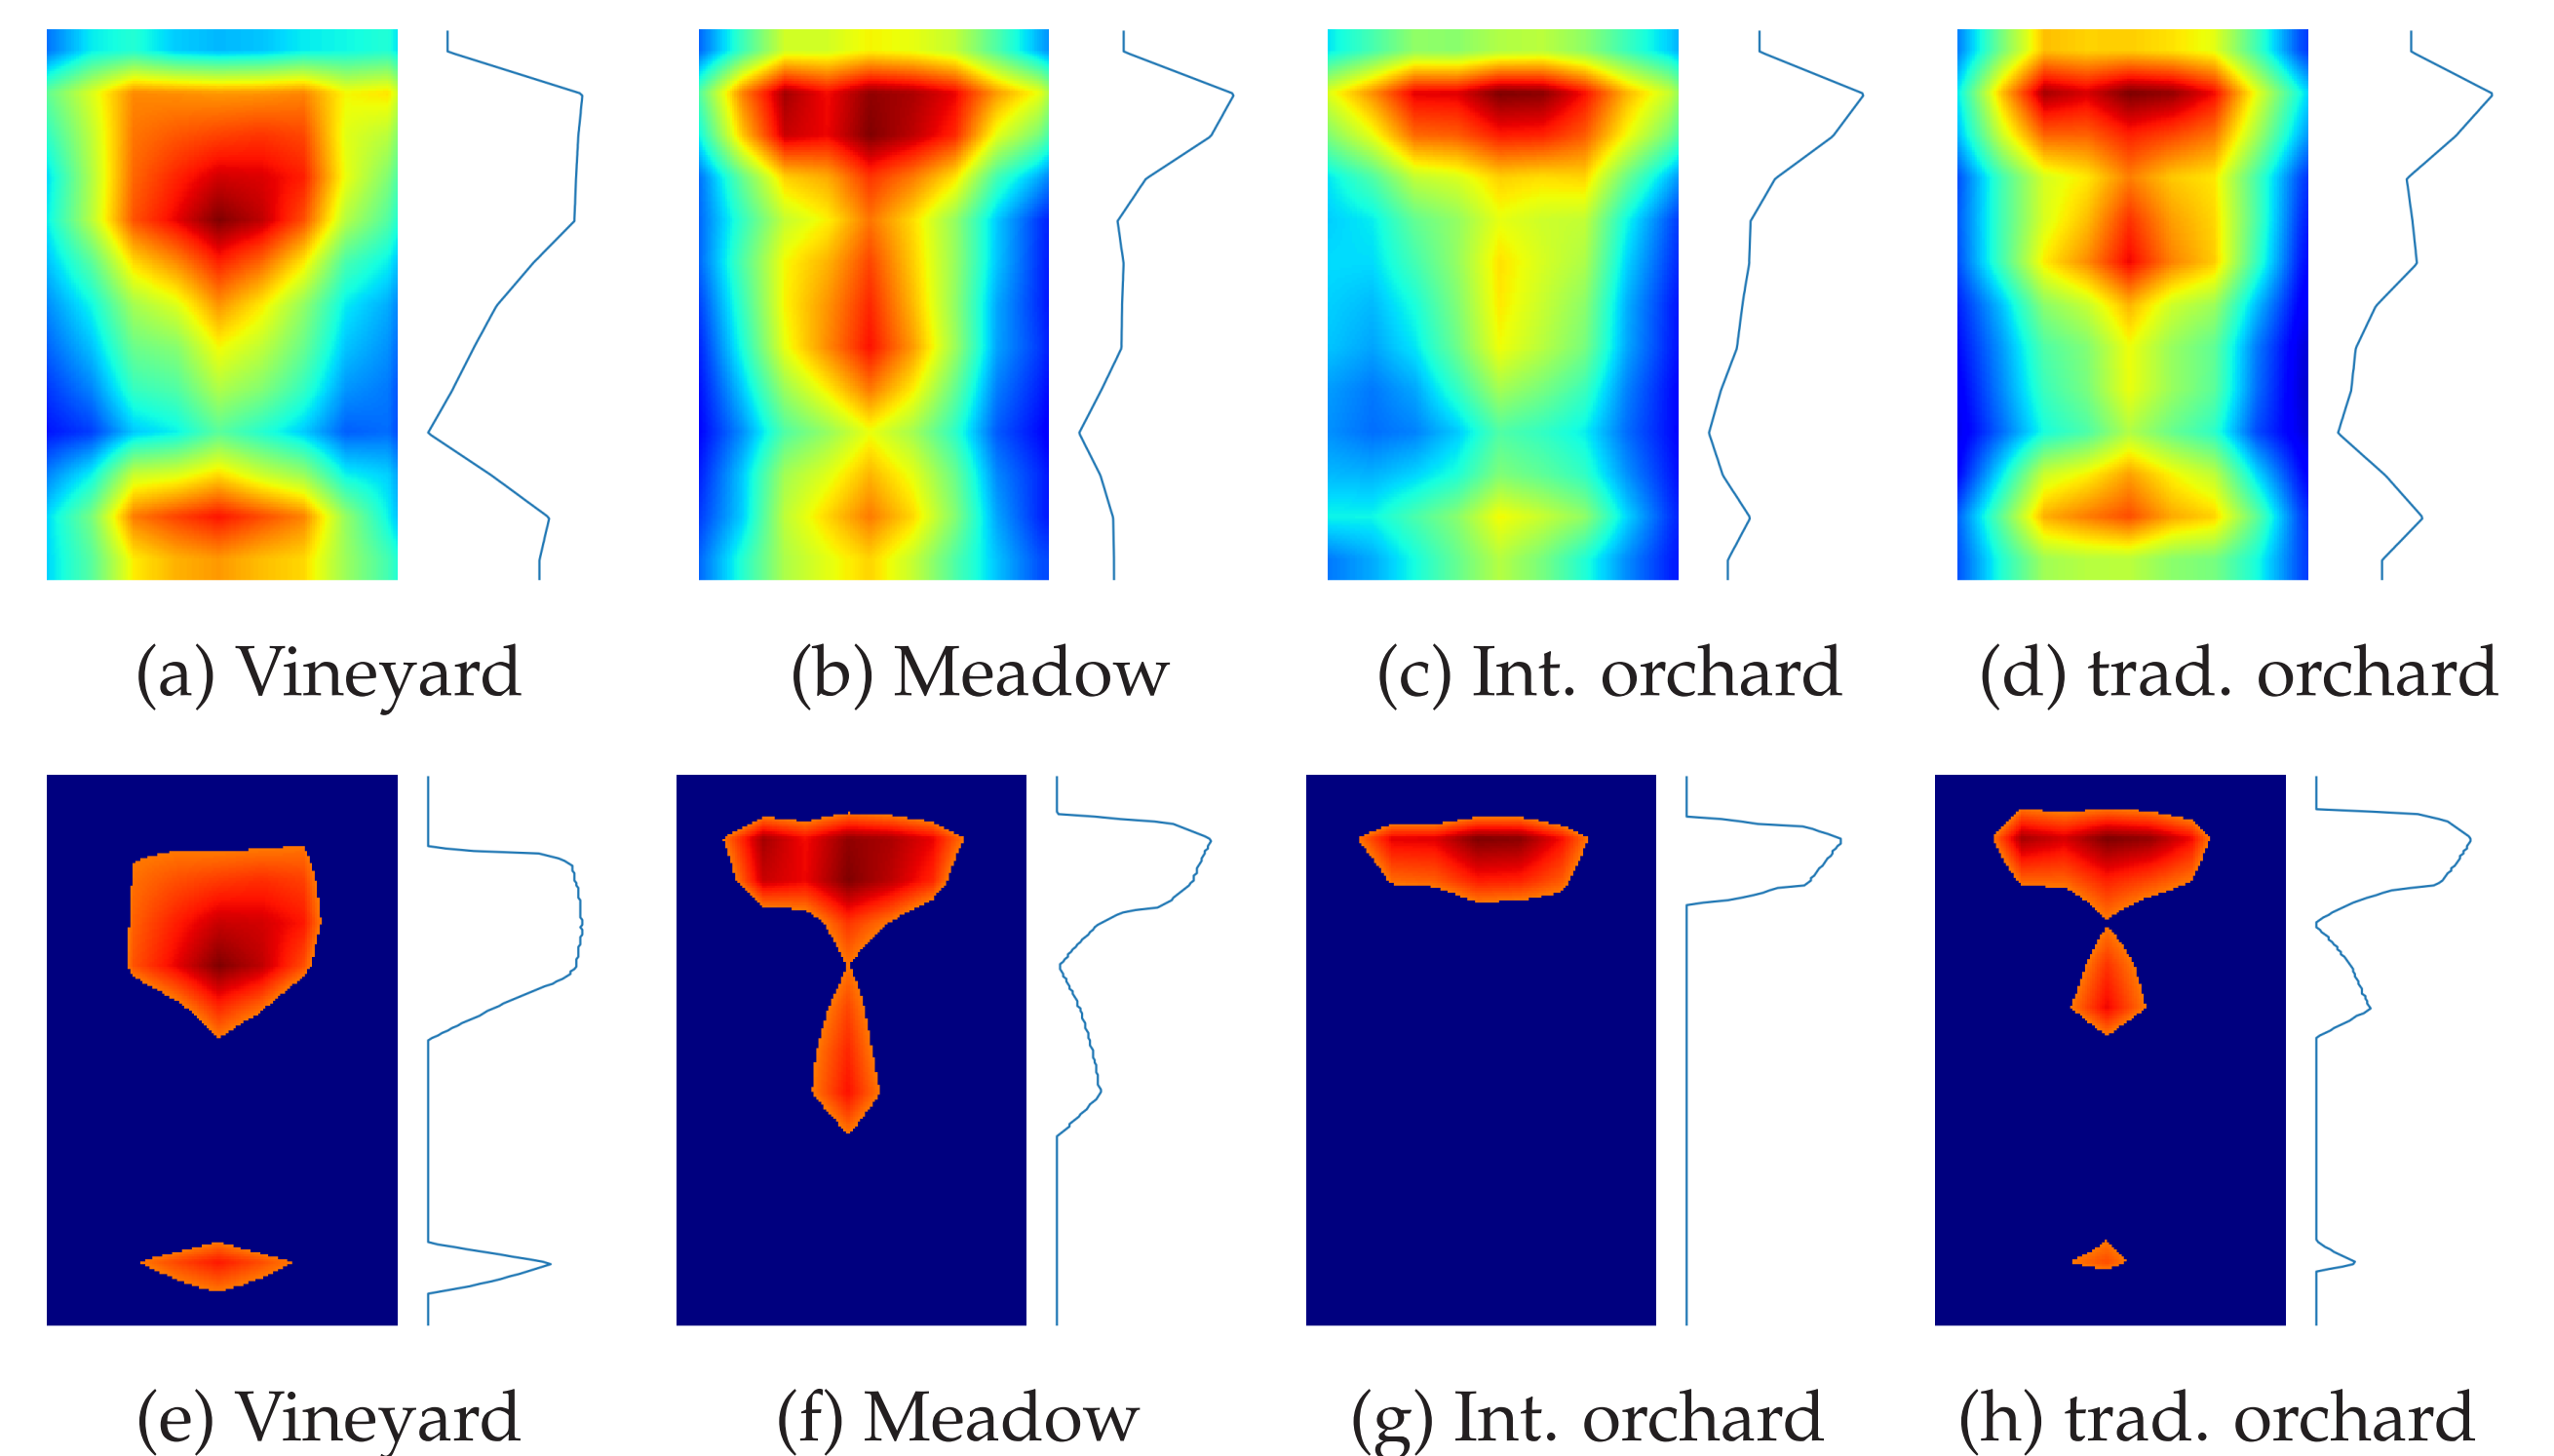 (a) Vineyard
(b) Meadow
(c) Int. orchard
(d) trad. orchard
(e) Vineyard
(f) Meadow
(g) Int. orchard
(h) trad. orchard